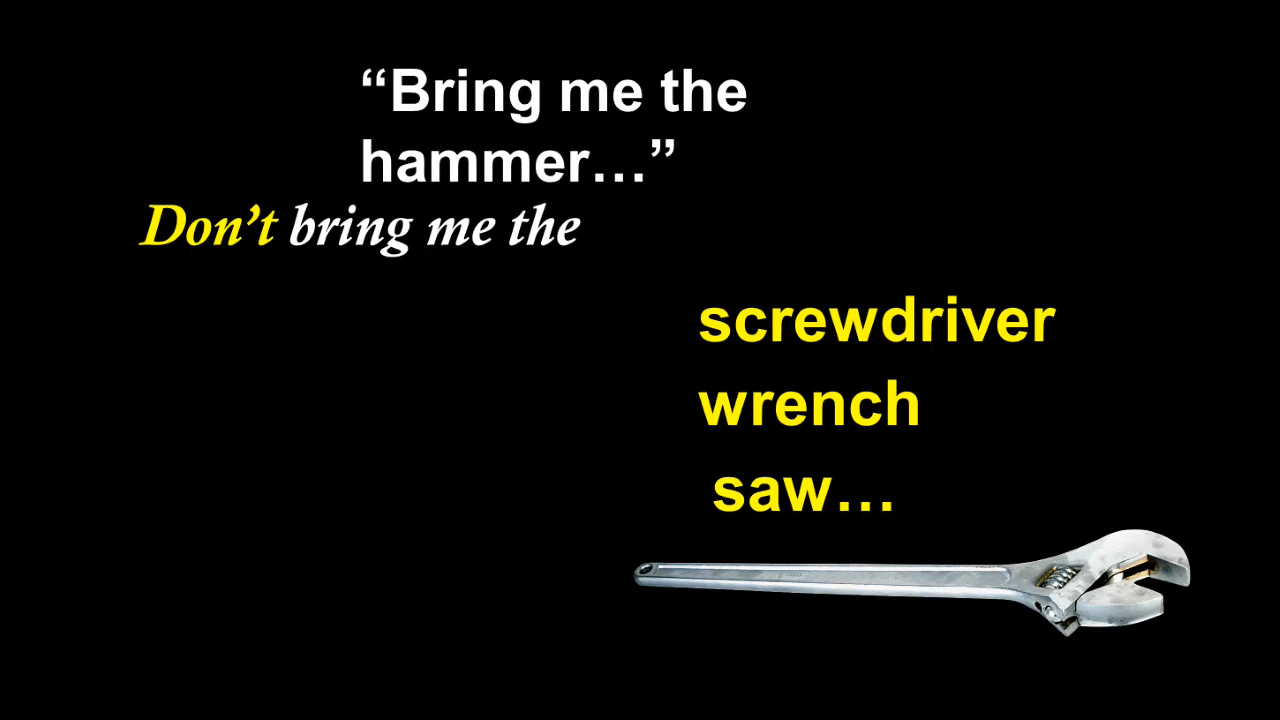 “Bring me the
hammer…”
Don’t bring me the
screwdriver
wrench
saw…